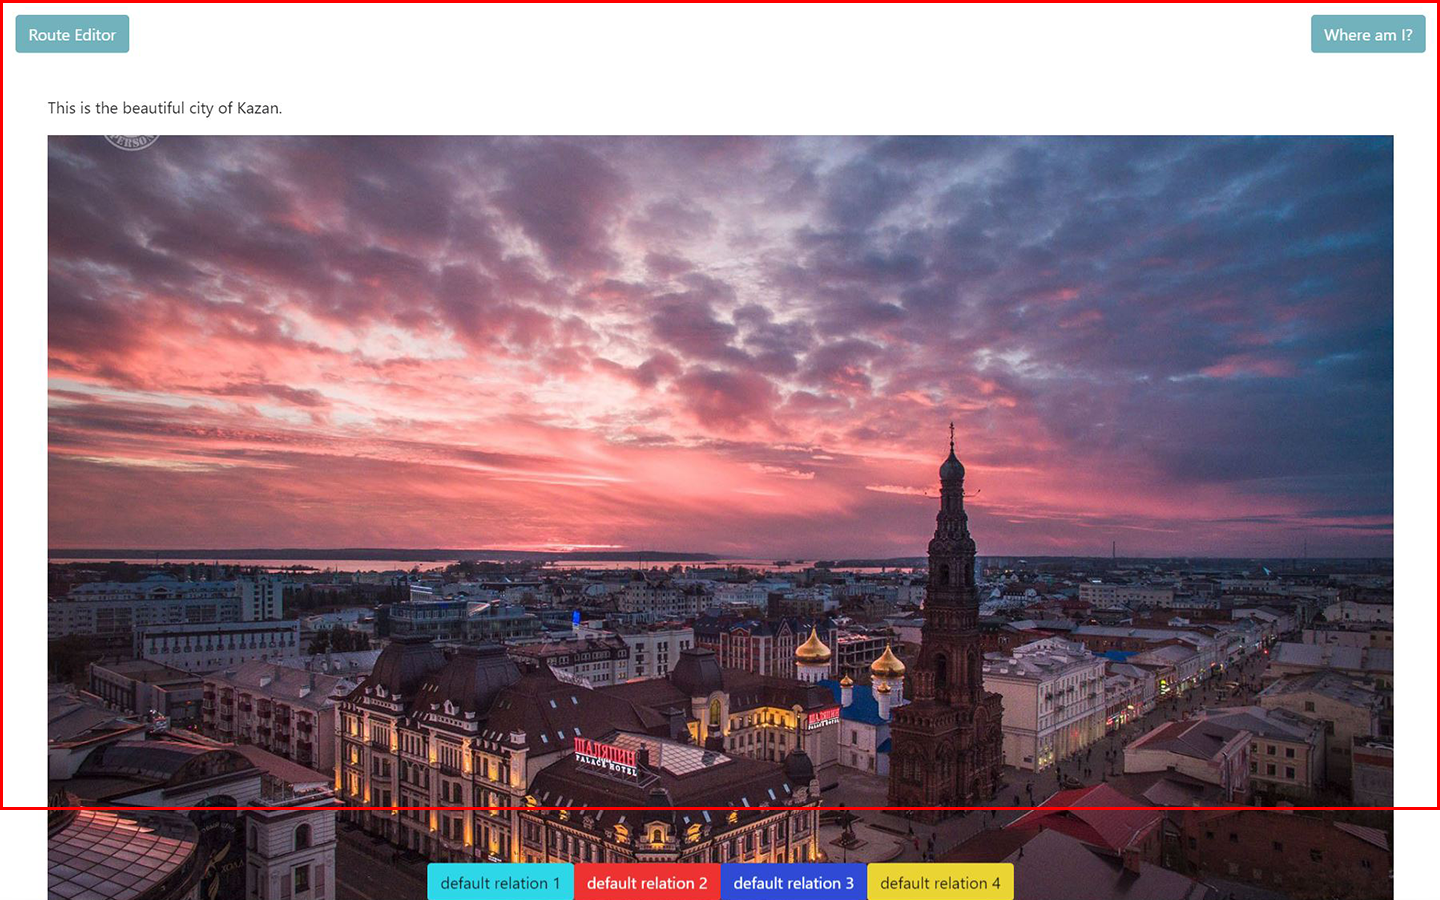 Route Editor
Where am I?
This is the beautiful city of Kazan.
PERSON
ШАЛЯПИН
PALACE HOTEL
default relation 1
default relation 2
default relation 3
default relation 4